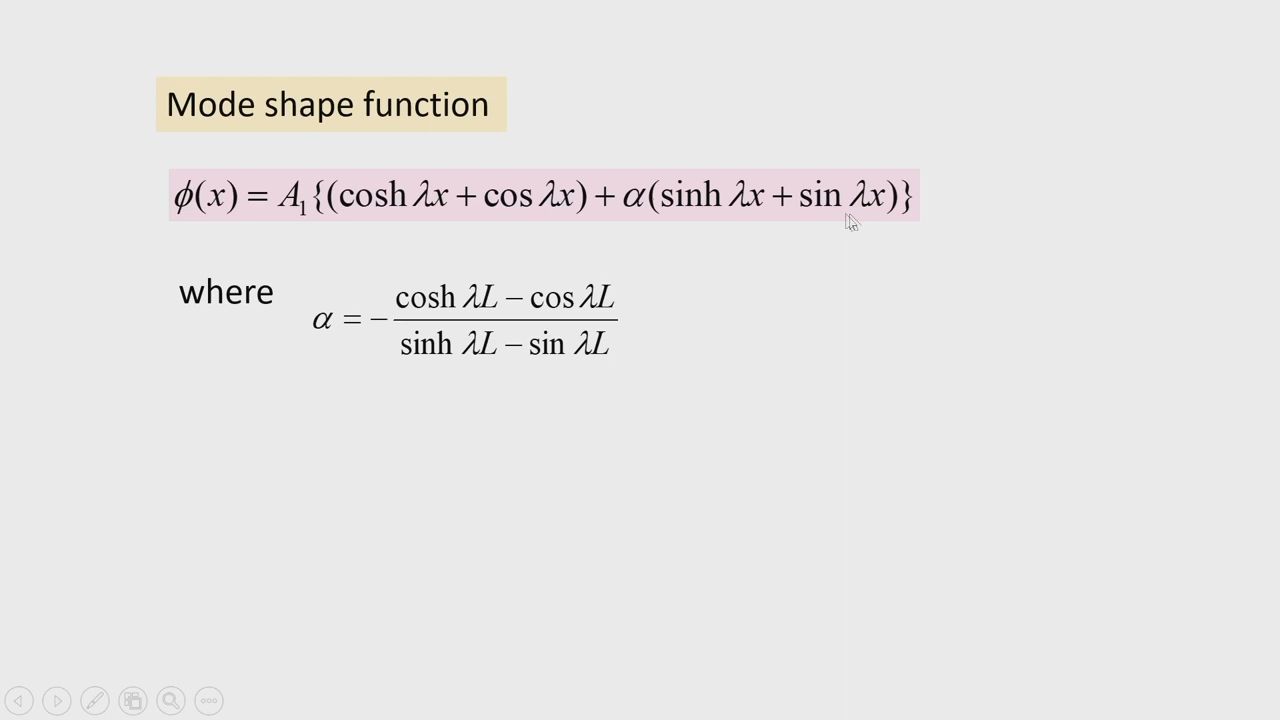 Mode shape function
ϕ(x) = A₁{(cosh λx + cos λx) + α(sinh λx + sin λx)}
where α = − (cosh λL − cos λL) / (sinh λL − sin λL)